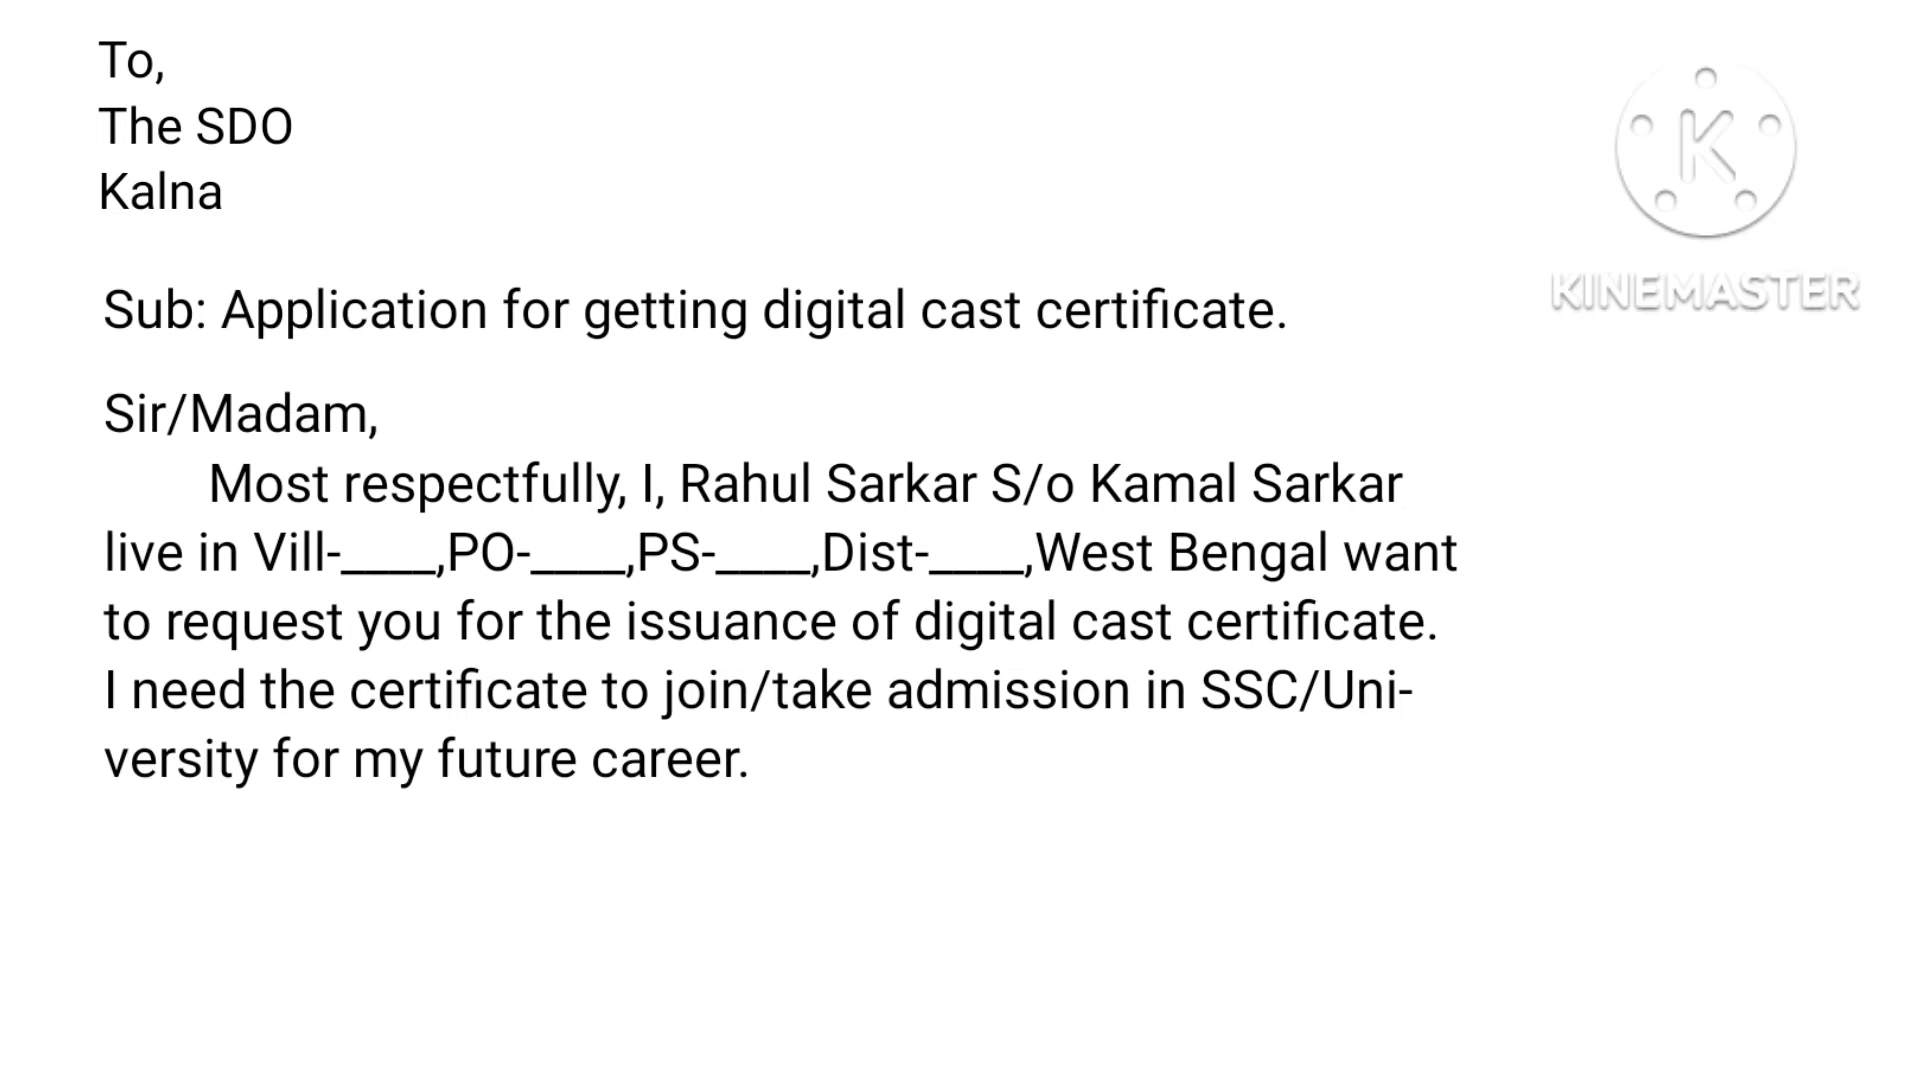 To,
The SDO
Kalna
K
KINEMASTER
Sub: Application for getting digital cast certificate.
Sir/Madam,
Most respectfully, I, Rahul Sarkar S/o Kamal Sarkar
live in Vill-____,PO-____,PS-____,Dist-____,West Bengal want
to request you for the issuance of digital cast certificate.
I need the certificate to join/take admission in SSC/Uni-
versity for my future career.